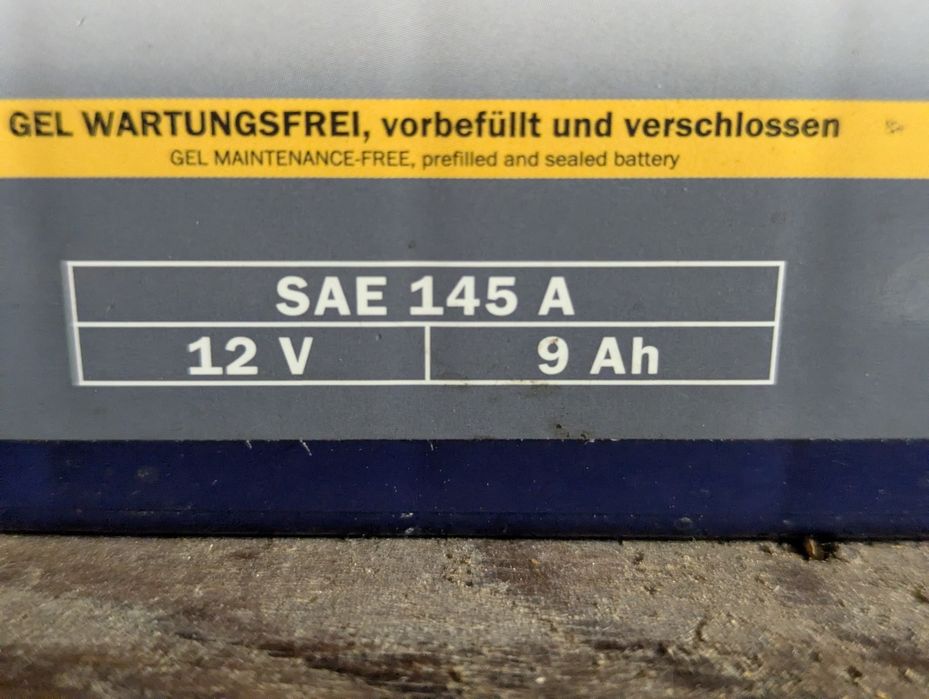 GEL WARTUNGSFREI, vorbefüllt und verschlossen
GEL MAINTENANCE-FREE, prefilled and sealed battery
SAE 145 A
12 V 9 Ah